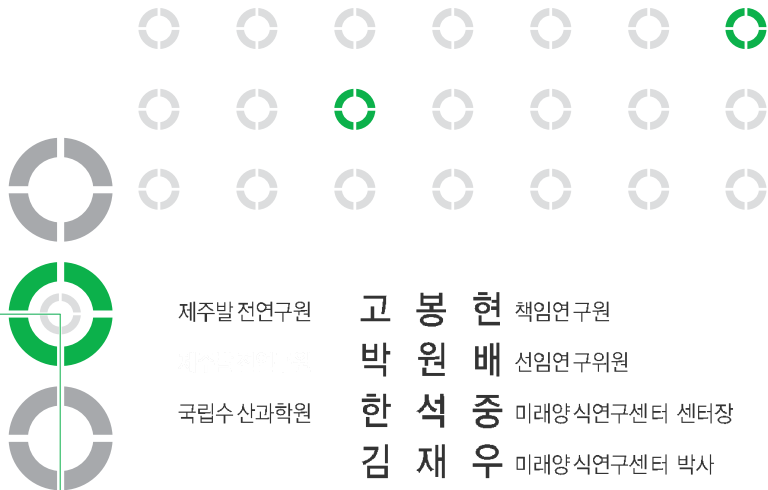 제주발전연구원 고 봉 현 책임연구원
박 원 배 선임연구위원
국립수산과학원 한 석 중 미래양식연구센터 센터장
김 재 우 미래양식연구센터 박사